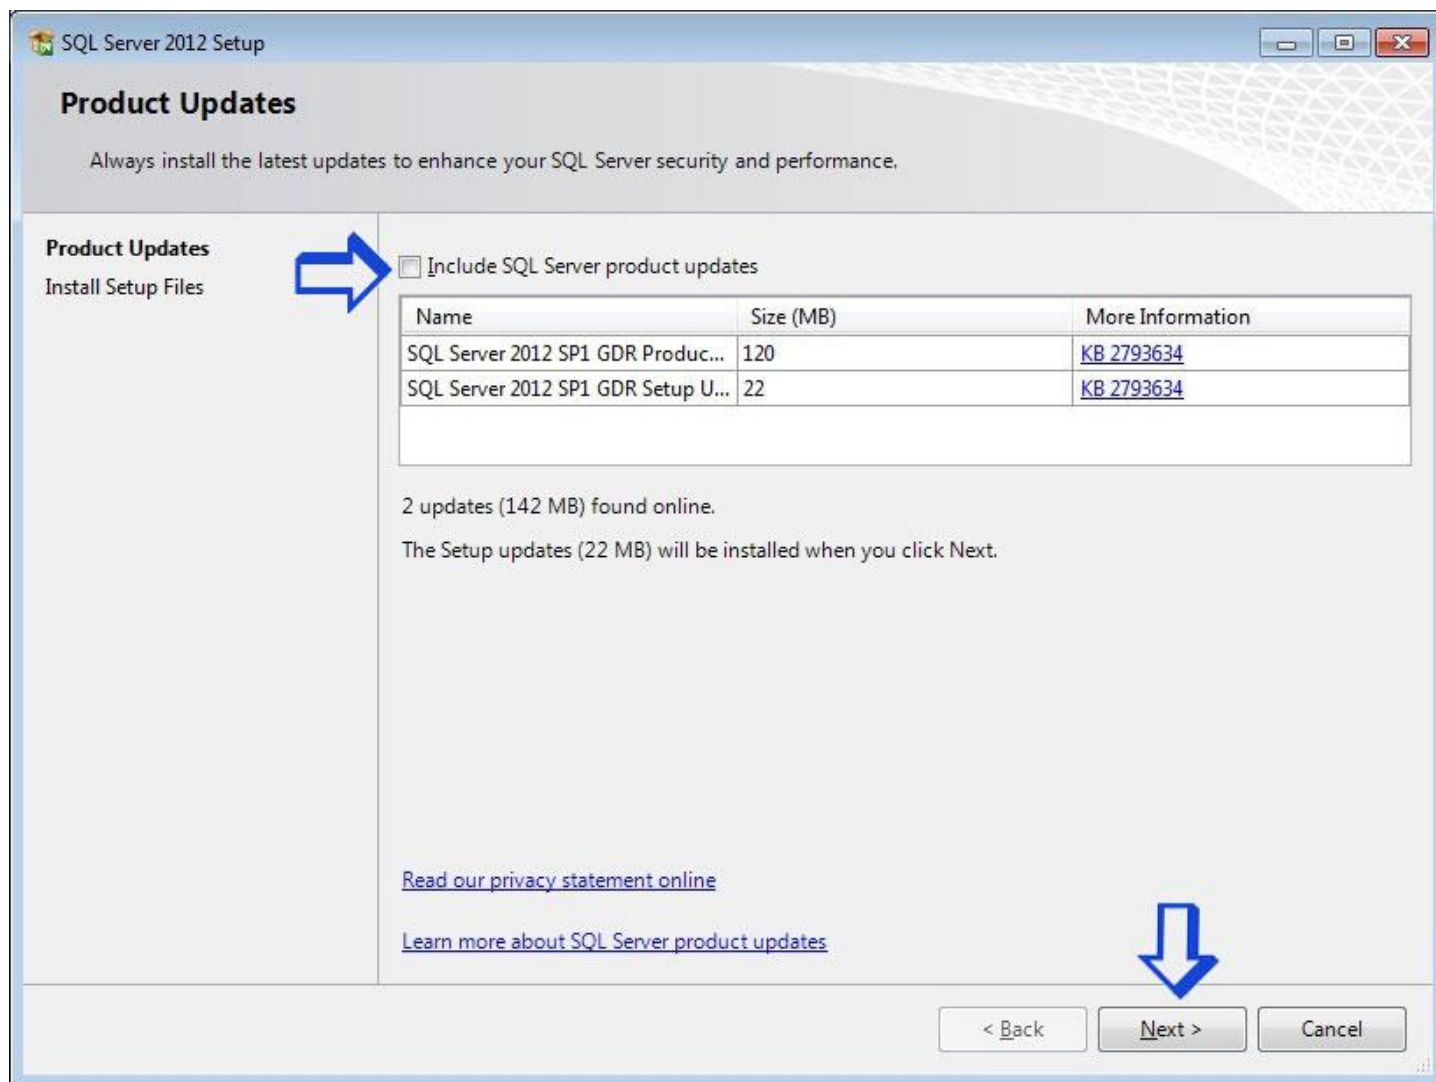 SQL Server 2012 Setup
Product Updates
Always install the latest updates to enhance your SQL Server security and performance.
Product Updates
Install Setup Files
Include SQL Server product updates
Name Size (MB) More Information
SQL Server 2012 SP1 GDR Produc... 120 KB 2793634
SQL Server 2012 SP1 GDR Setup U... 22 KB 2793634
2 updates (142 MB) found online.
The Setup updates (22 MB) will be installed when you click Next.
Read our privacy statement online
Learn more about SQL Server product updates
< Back Next > Cancel